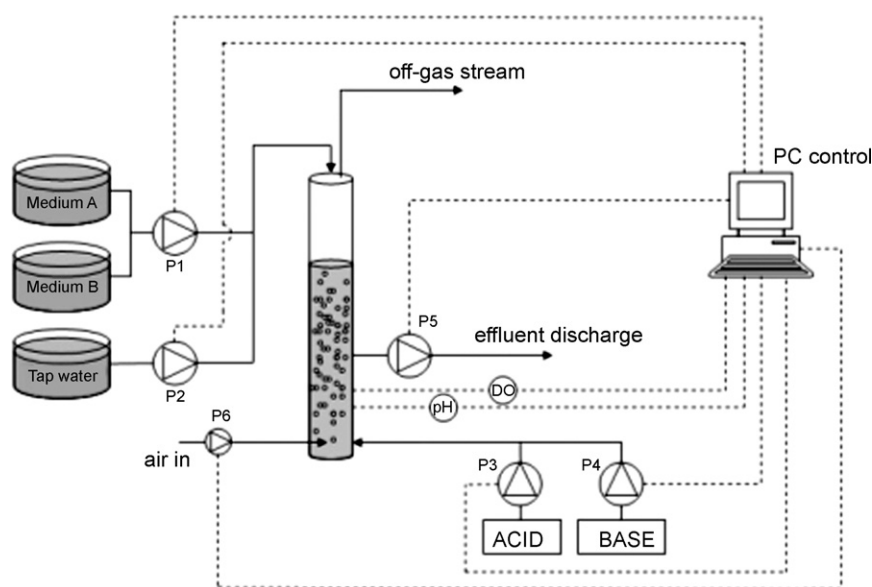 off-gas stream
PC control
Medium A
P1
Medium B
P5
effluent discharge
Tap water
P2
DO
pH
P6
air in
P3
P4
ACID
BASE